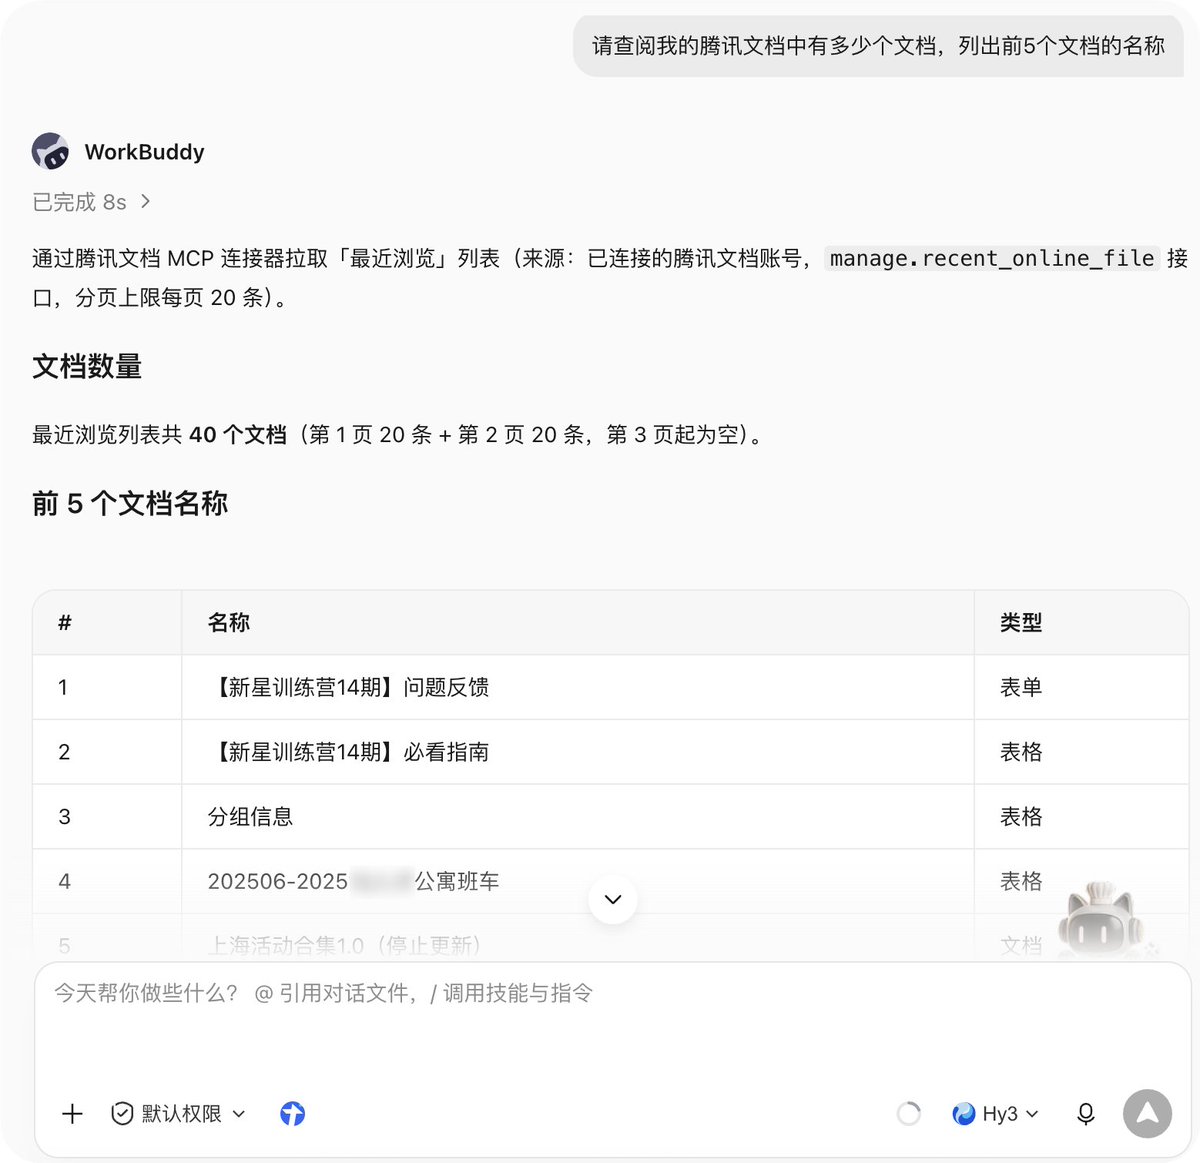 请查阅我的腾讯文档中有多少个文档，列出前5个文档的名称
WorkBuddy
已完成 8s
通过腾讯文档 MCP 连接器拉取「最近浏览」列表（来源：已连接的腾讯文档账号， manage.recent_online_file 接
口，分页上限每页 20 条）。
文档数量
最近浏览列表共 40 个文档（第 1 页 20 条 + 第 2 页 20 条，第 3 页起为空）。
前 5 个文档名称
# 名称 类型
1 【新星训练营14期】问题反馈 表单
2 【新星训练营14期】必看指南 表格
3 分组信息 表格
4 202506-2025 公寓班车 表格
5 上海活动合集1.0（停止更新） 文档
今天帮你做些什么？ @ 引用对话文件，/ 调用技能与指令
默认权限 Hy3